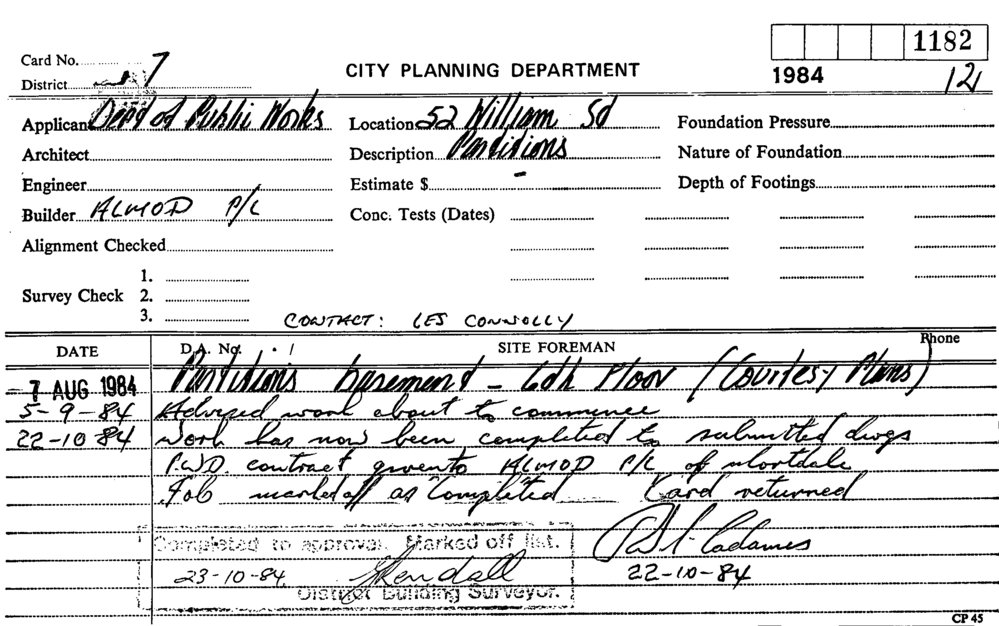 1182
Card No. 7
District
CITY PLANNING DEPARTMENT
1984
12
Applicant Dept of Public Works
Location 52 William St
Foundation Pressure
Architect
Description Partitions
Nature of Foundation
Engineer
Estimate $ -
Depth of Footings
Builder ALMOD P/L
Conc. Tests (Dates)
Alignment Checked
1.
Survey Check 2.
3.
CONTACT: LES CONNOLLY
DATE
D.A. No. /
SITE FOREMAN
Phone
7 AUG 1984 Partitions basement - 6th Floor (Courtesy Plans)
5-9-84 Advised work about to commence
22-10-84 Work has now been completed to submitted dwgs
P.W.D. contract given to ALMOD P/L of Mortdale
Job marked off as Completed Card returned
Completed to approval. Marked off list.
23-10-84 Kendall
22-10-84
District Building Surveyor.
CP 45